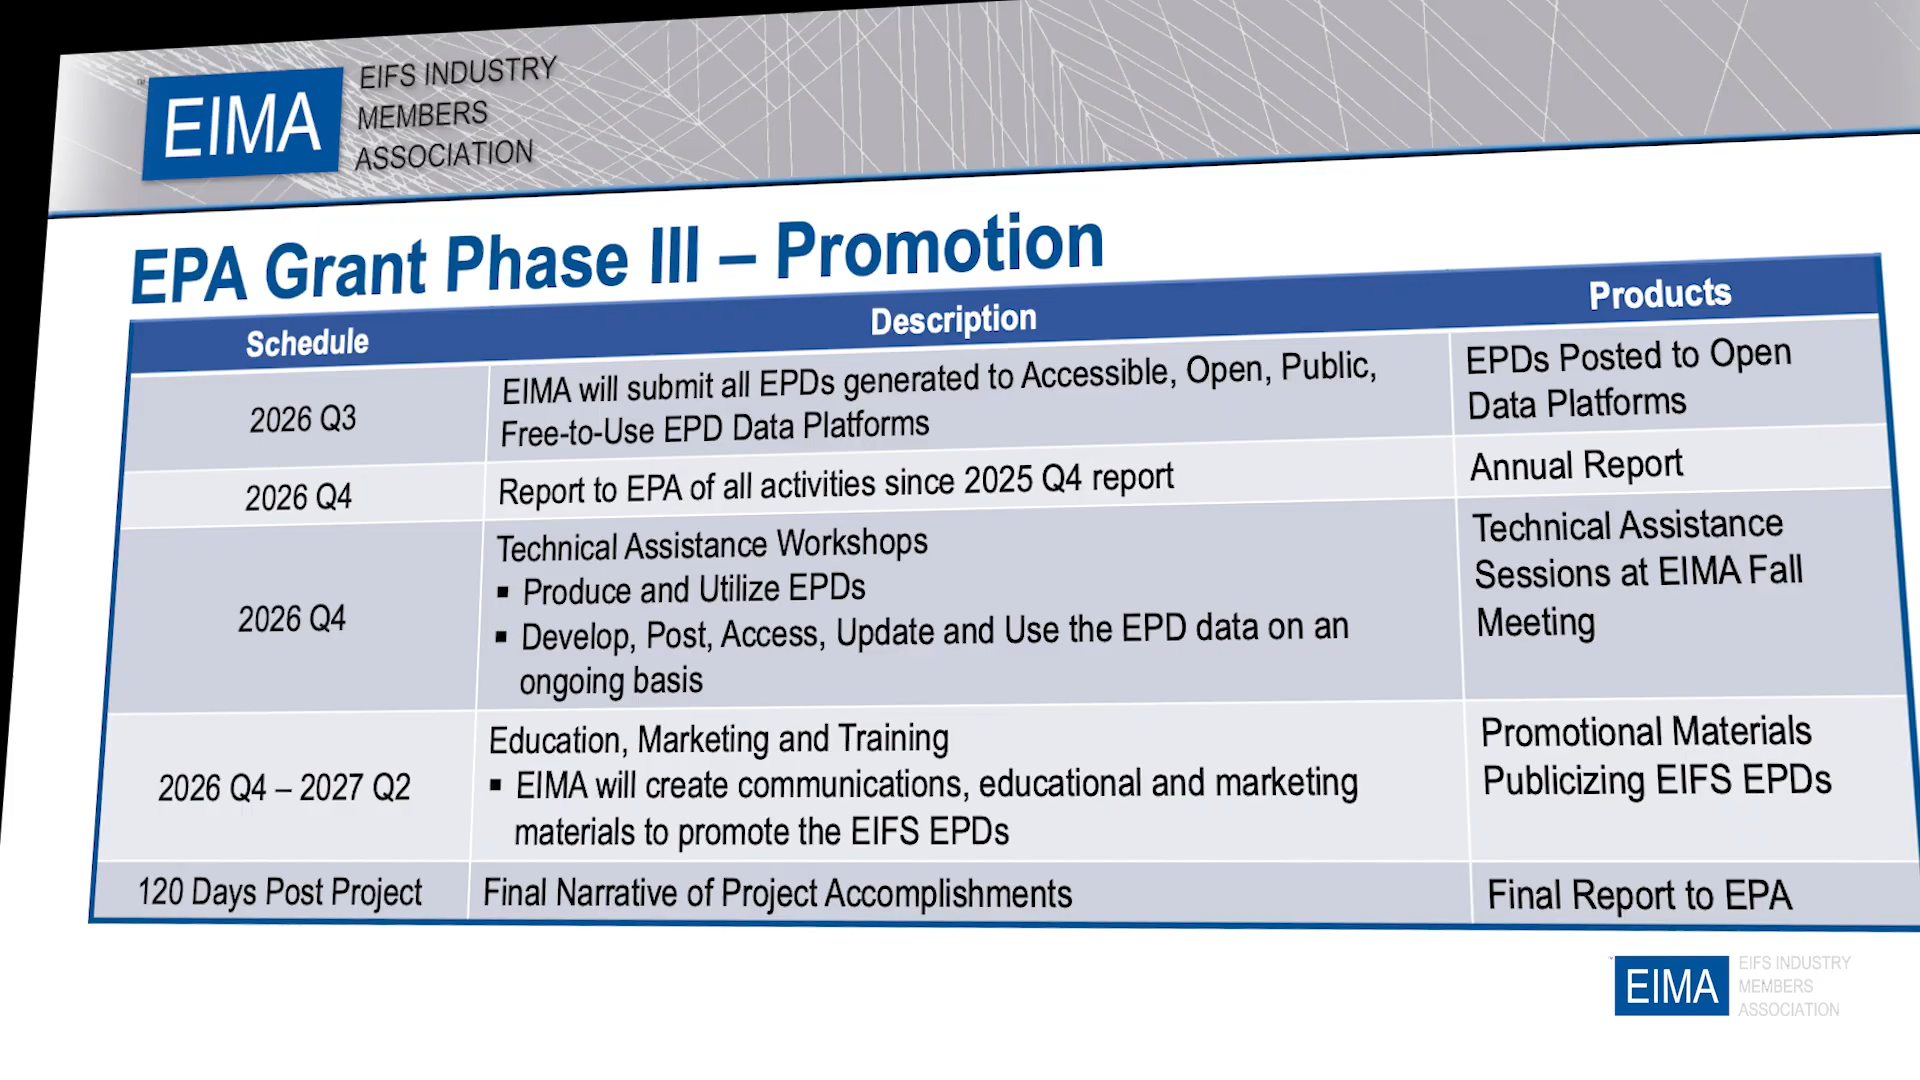 EIMA
EIFS INDUSTRY
MEMBERS
ASSOCIATION
EPA Grant Phase III – Promotion
Schedule
Description
Products
2026 Q3
EIMA will submit all EPDs generated to Accessible, Open, Public,
Free-to-Use EPD Data Platforms
EPDs Posted to Open
Data Platforms
2026 Q4
Report to EPA of all activities since 2025 Q4 report
Annual Report
2026 Q4
Technical Assistance Workshops
▪ Produce and Utilize EPDs
▪ Develop, Post, Access, Update and Use the EPD data on an
ongoing basis
Technical Assistance
Sessions at EIMA Fall
Meeting
2026 Q4 – 2027 Q2
Education, Marketing and Training
▪ EIMA will create communications, educational and marketing
materials to promote the EIFS EPDs
Promotional Materials
Publicizing EIFS EPDs
120 Days Post Project
Final Narrative of Project Accomplishments
Final Report to EPA
EIMA
EIFS INDUSTRY
MEMBERS
ASSOCIATION